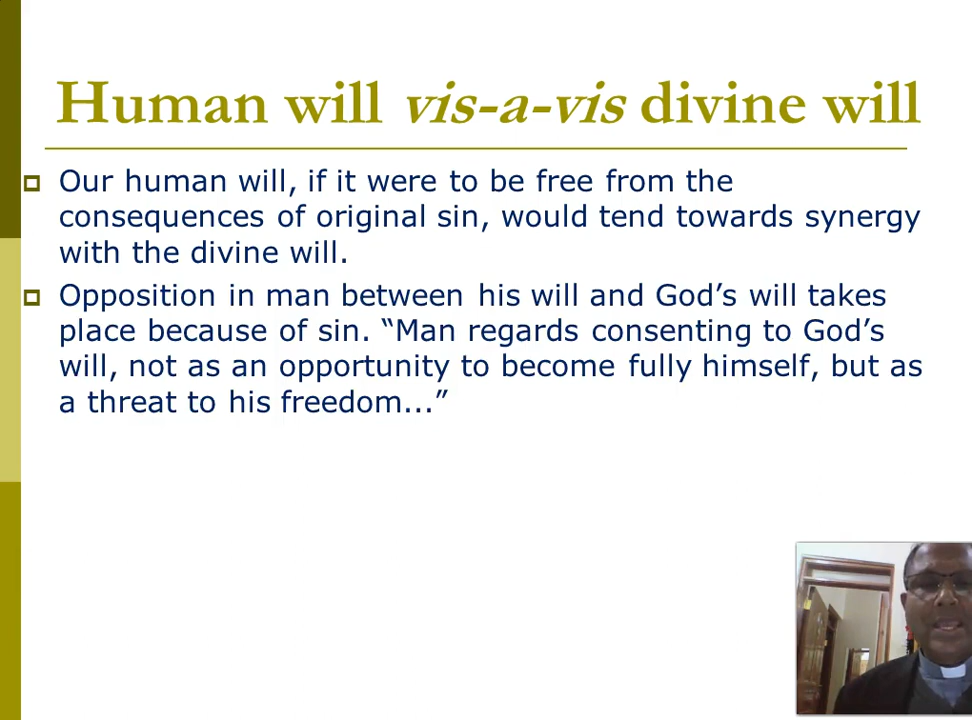 Human will vis-a-vis divine will
Our human will, if it were to be free from the
consequences of original sin, would tend towards synergy
with the divine will.
Opposition in man between his will and God’s will takes
place because of sin. “Man regards consenting to God’s
will, not as an opportunity to become fully himself, but as
a threat to his freedom...”